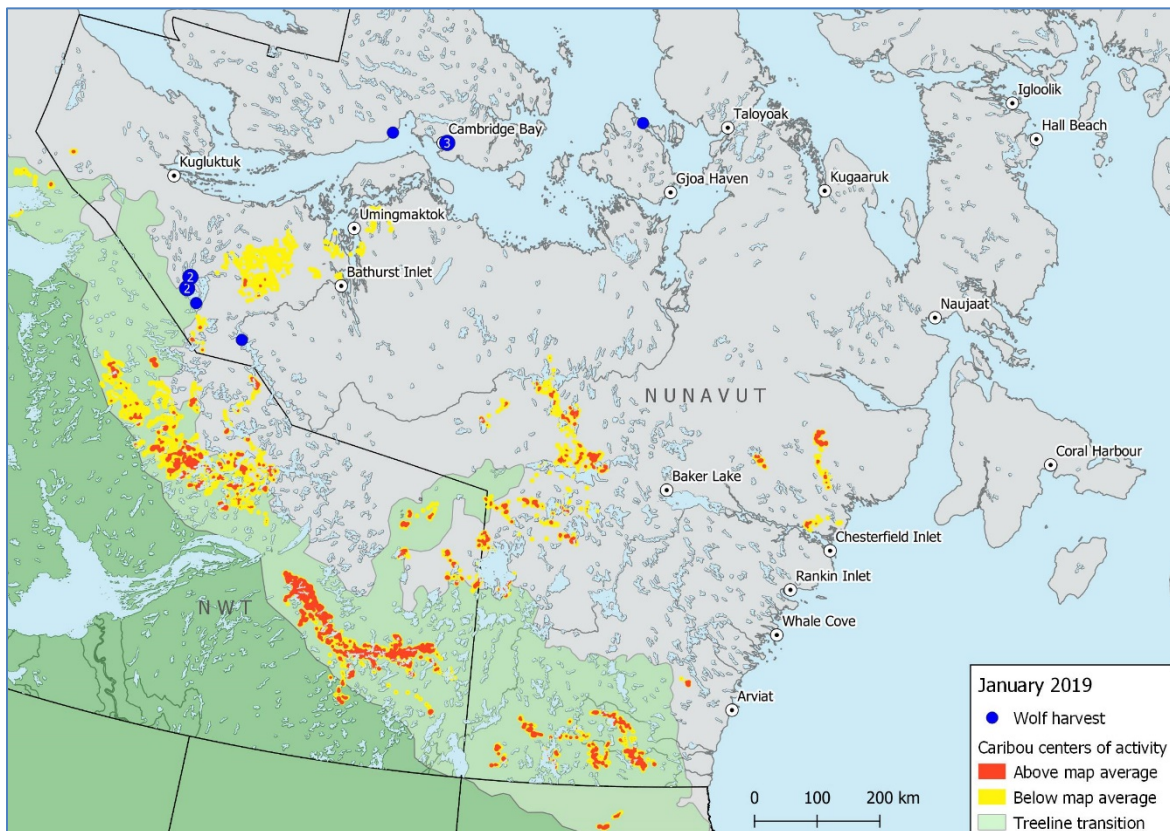 Igloolik
Taloyoak
Hall Beach
Cambridge Bay
3
Kugluktuk
Gjoa Haven
Kugaaruk
Umingmaktok
2
Bathurst Inlet
2
Naujaat
NUNAVUT
Coral Harbour
Baker Lake
Chesterfield Inlet
Rankin Inlet
NWT
Whale Cove
Arviat
January 2019
Wolf harvest
Caribou centers of activity
Above map average
Below map average
Treeline transition
0 100 200 km